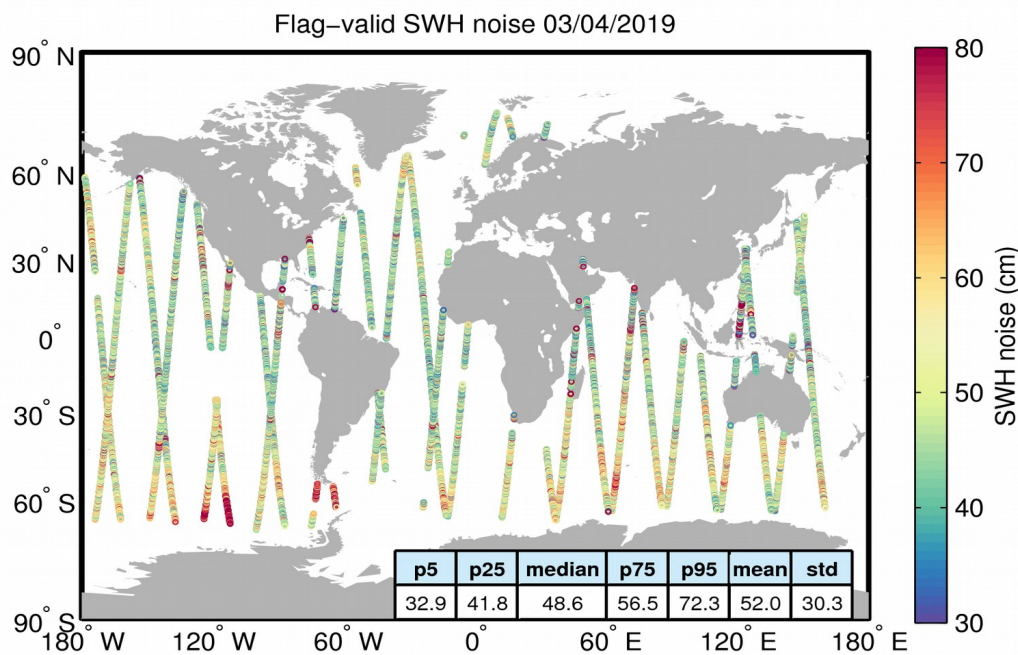 Flag−valid SWH noise 03/04/2019
90° N
60° N
30° N
0°
30° S
60° S
90° S
180° W
120° W
60° W
0°
60° E
120° E
180° E
p5 p25 median p75 p95 mean std
32.9 41.8 48.6 56.5 72.3 52.0 30.3
80
70
60
50
40
30
SWH noise (cm)